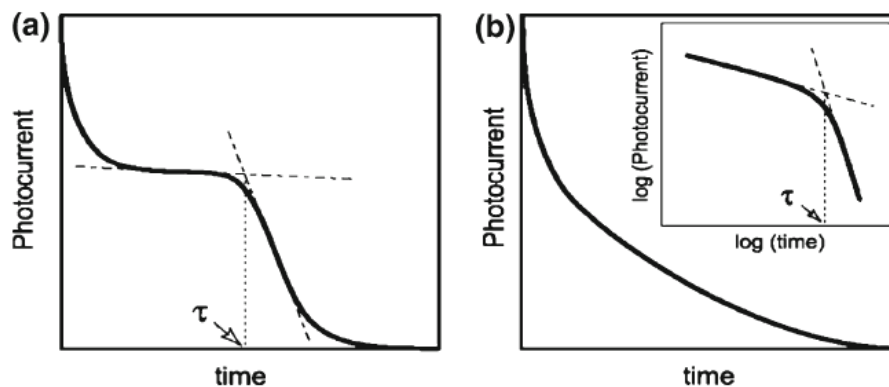 (a)
Photocurrent
τ
time
(b)
Photocurrent
time
log (Photocurrent)
τ
log (time)